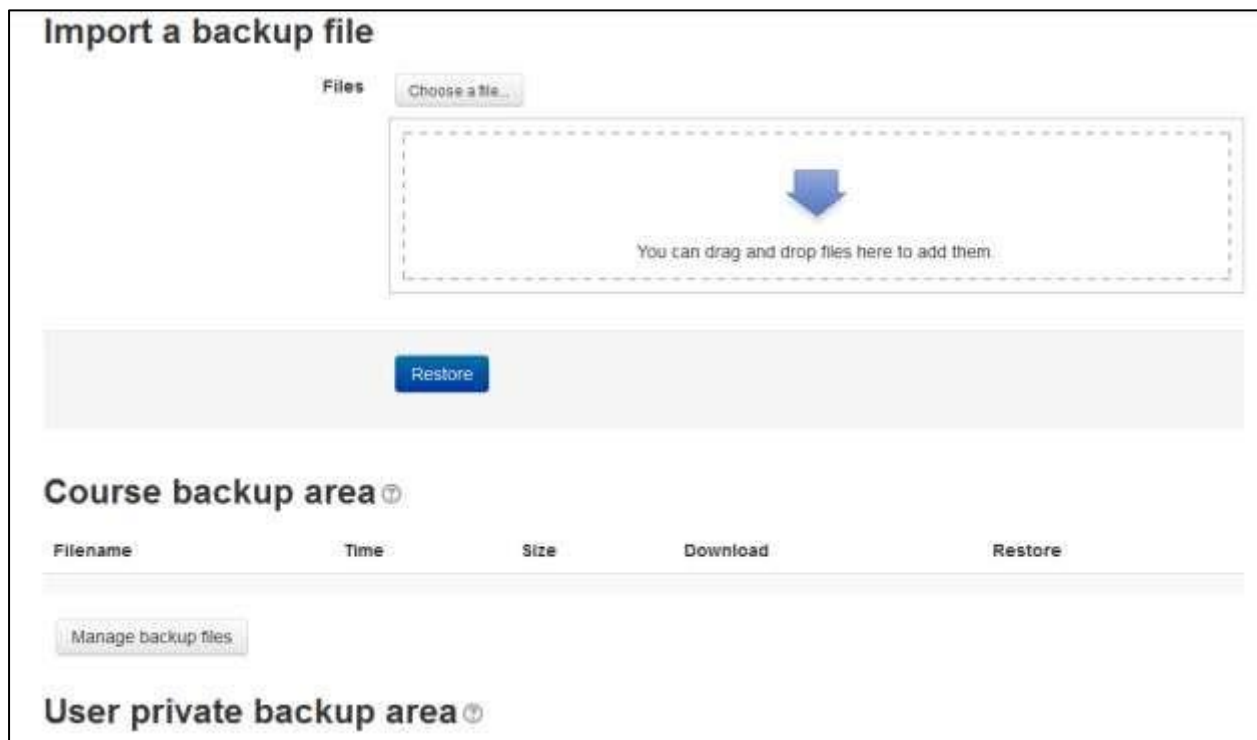 Import a backup file
Files Choose a file...
You can drag and drop files here to add them.
Restore
Course backup area
Filename Time Size Download Restore
Manage backup files
User private backup area